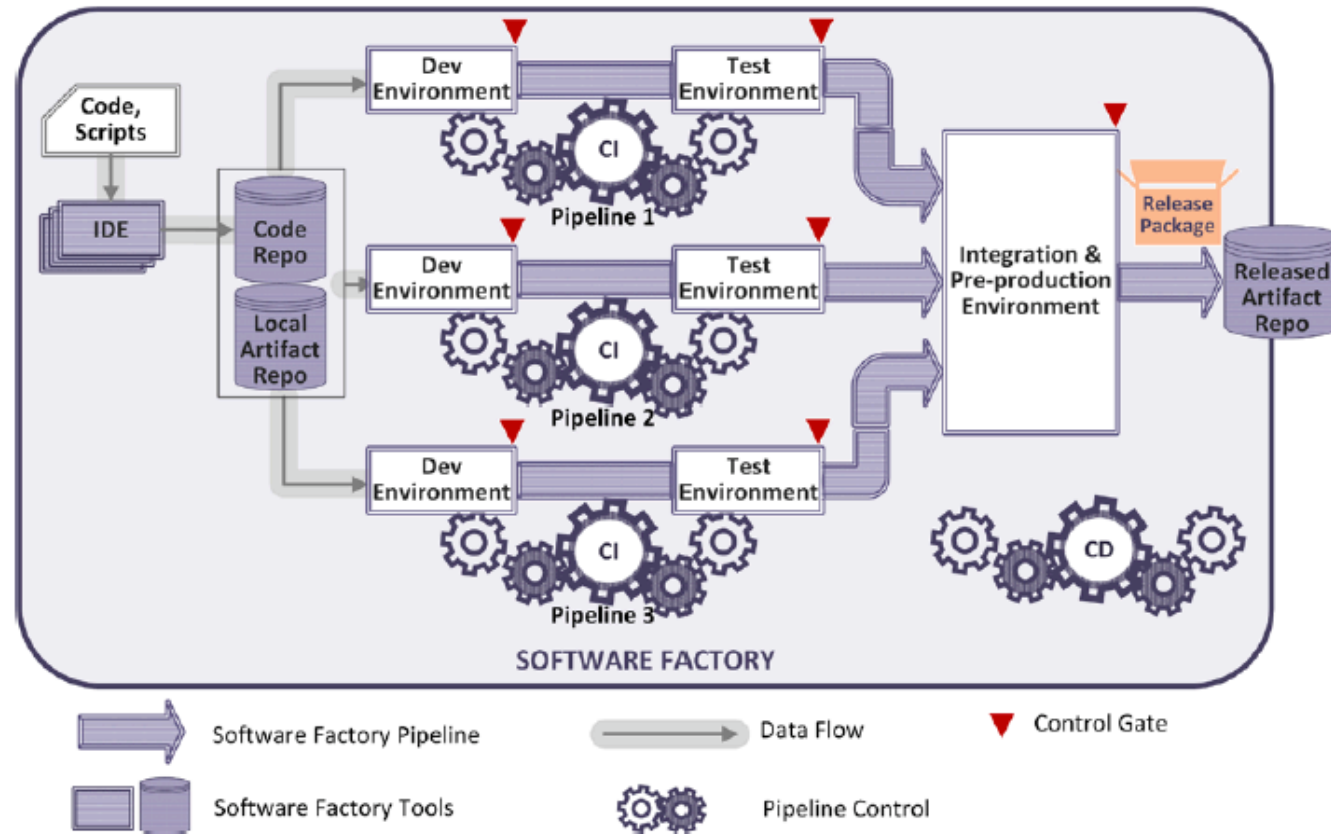 Code,
Scripts
IDE
Code
Repo
Local
Artifact
Repo
Dev
Environment
Test
Environment
CI
Pipeline 1
Dev
Environment
Test
Environment
CI
Pipeline 2
Dev
Environment
Test
Environment
CI
Pipeline 3
Integration &
Pre-production
Environment
Release
Package
Released
Artifact
Repo
CD
SOFTWARE FACTORY
Software Factory Pipeline
Data Flow
Control Gate
Software Factory Tools
Pipeline Control